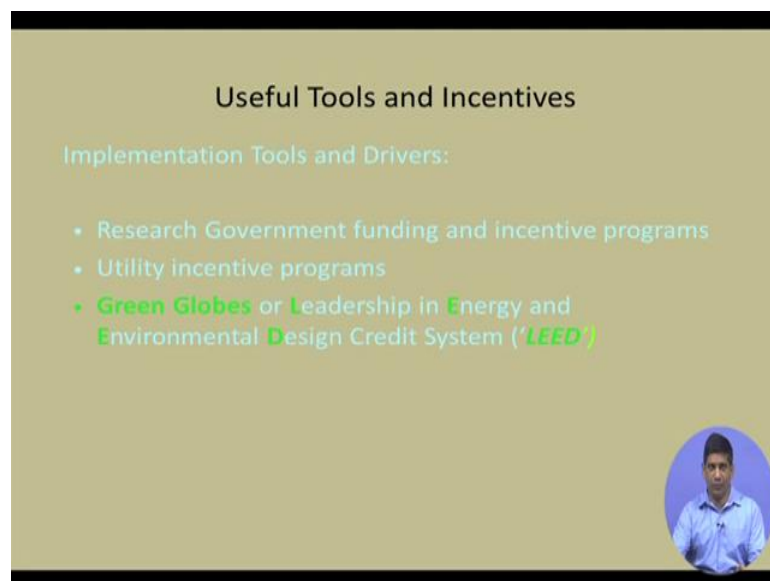 Useful Tools and Incentives
Implementation Tools and Drivers:
• Research Government funding and incentive programs
• Utility incentive programs
• Green Globes or Leadership in Energy and
Environmental Design Credit System (‘LEED’)